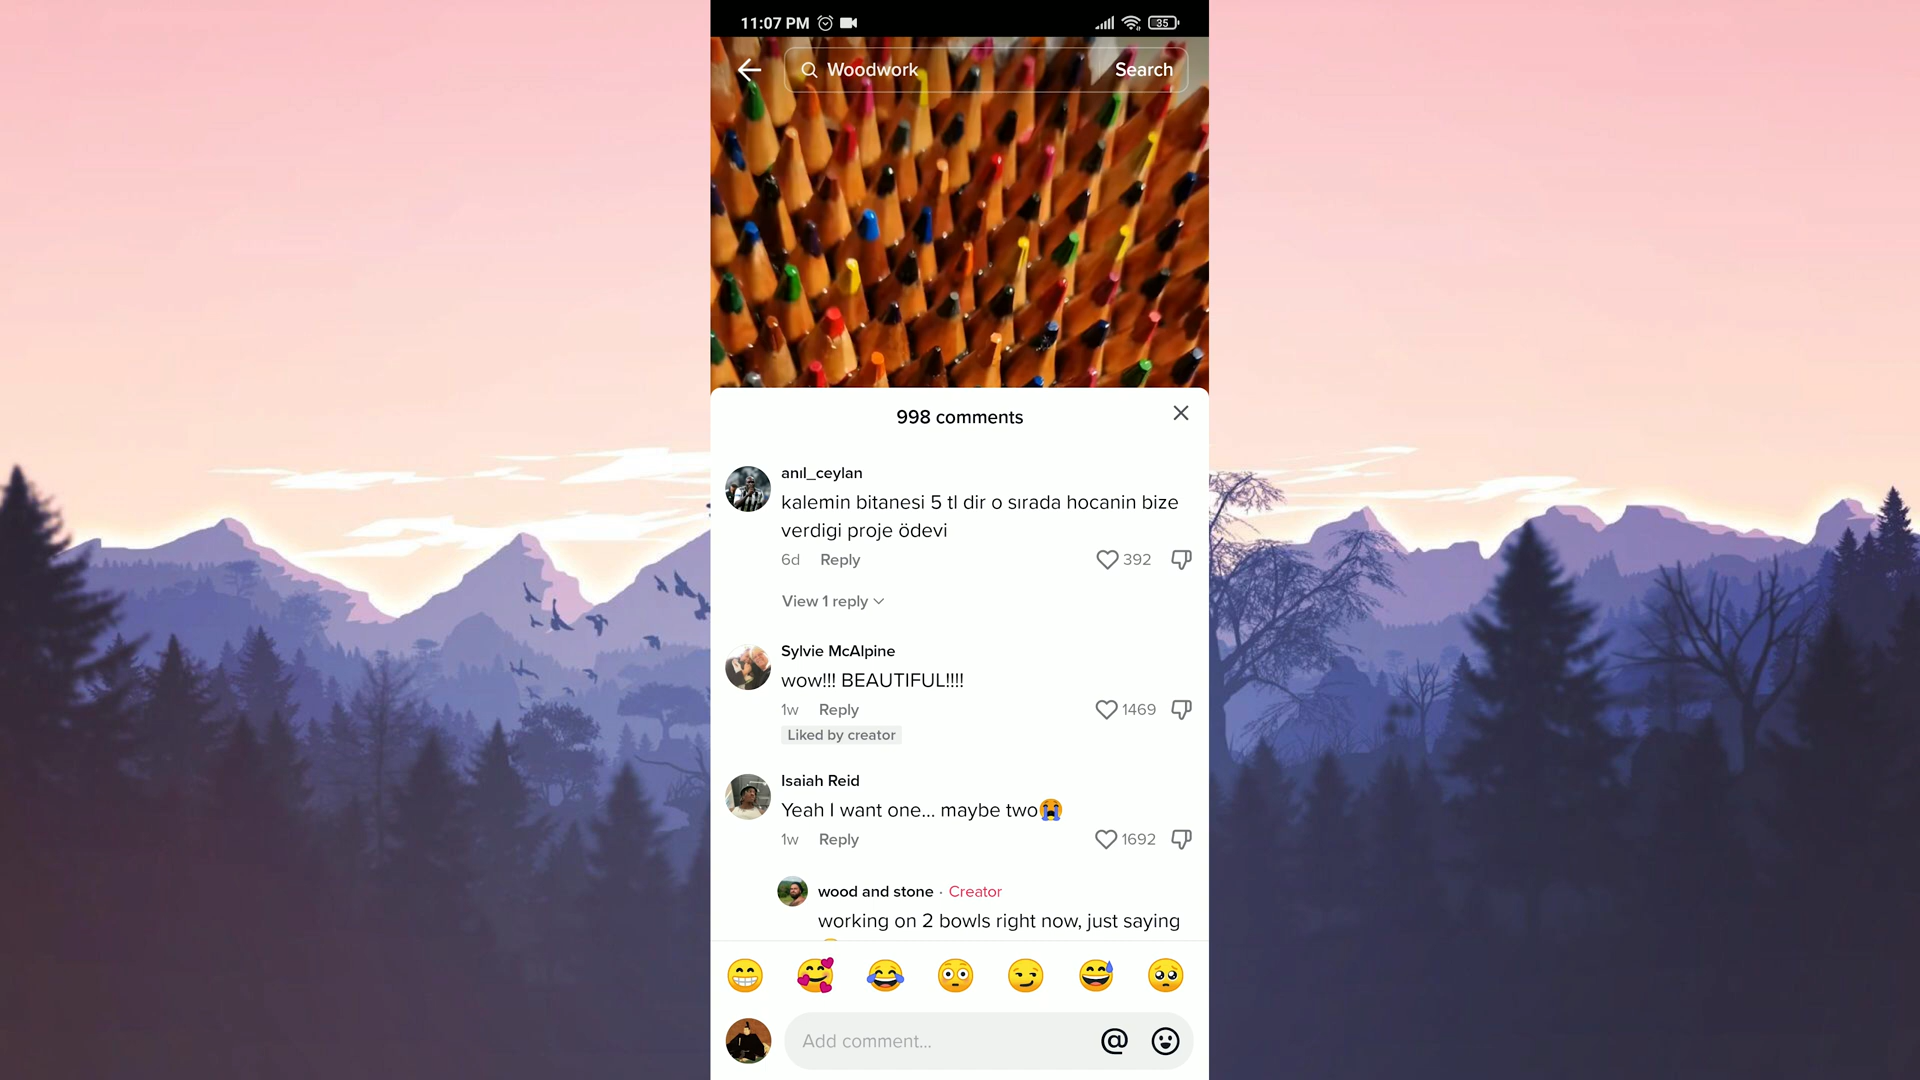 11:07 PM
35
Woodwork
Search
998 comments
anıl_ceylan
kalemin bitanesi 5 tl dir o sırada hocanin bize
verdigi proje ödevi
6d Reply 392
View 1 reply
Sylvie McAlpine
wow!!! BEAUTIFUL!!!!
1w Reply 1469
Liked by creator
Isaiah Reid
Yeah I want one... maybe two😭
1w Reply 1692
wood and stone · Creator
working on 2 bowls right now, just saying
Add comment...
@